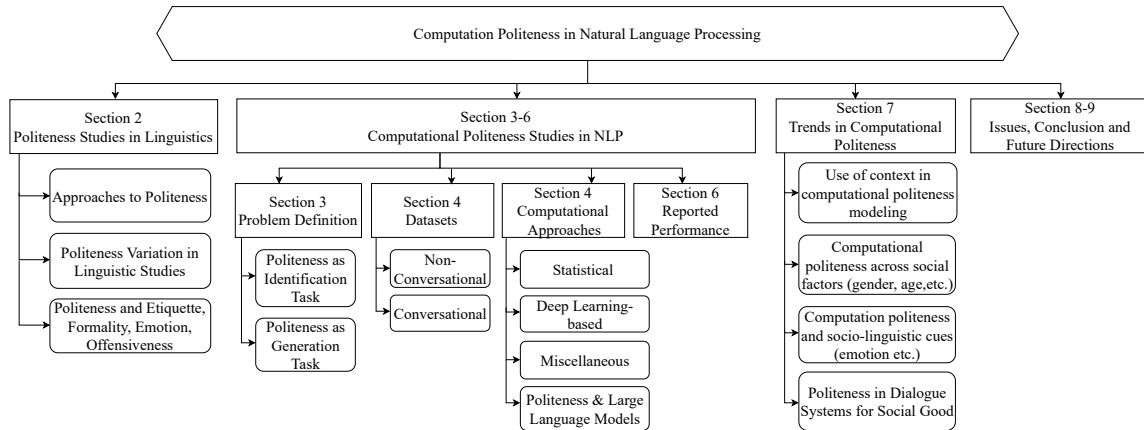 Computation Politeness in Natural Language Processing
Section 2
Politeness Studies in Linguistics
Section 3-6
Computational Politeness Studies in NLP
Section 7
Trends in Computational
Politeness
Section 8-9
Issues, Conclusion and
Future Directions
Approaches to Politeness
Politeness Variation in
Linguistic Studies
Politeness and Etiquette,
Formality, Emotion,
Offensiveness
Section 3
Problem Definition
Politeness as
Identification
Task
Politeness as
Generation
Task
Section 4
Datasets
Non-
Conversational
Conversational
Section 4
Computational
Approaches
Statistical
Deep Learning-
based
Miscellaneous
Politeness & Large
Language Models
Section 6
Reported
Performance
Use of context in
computational politeness
modeling
Computational
politeness across social
factors (gender, age,etc.)
Computation politeness
and socio-linguistic cues
(emotion etc.)
Politeness in Dialogue
Systems for Social Good